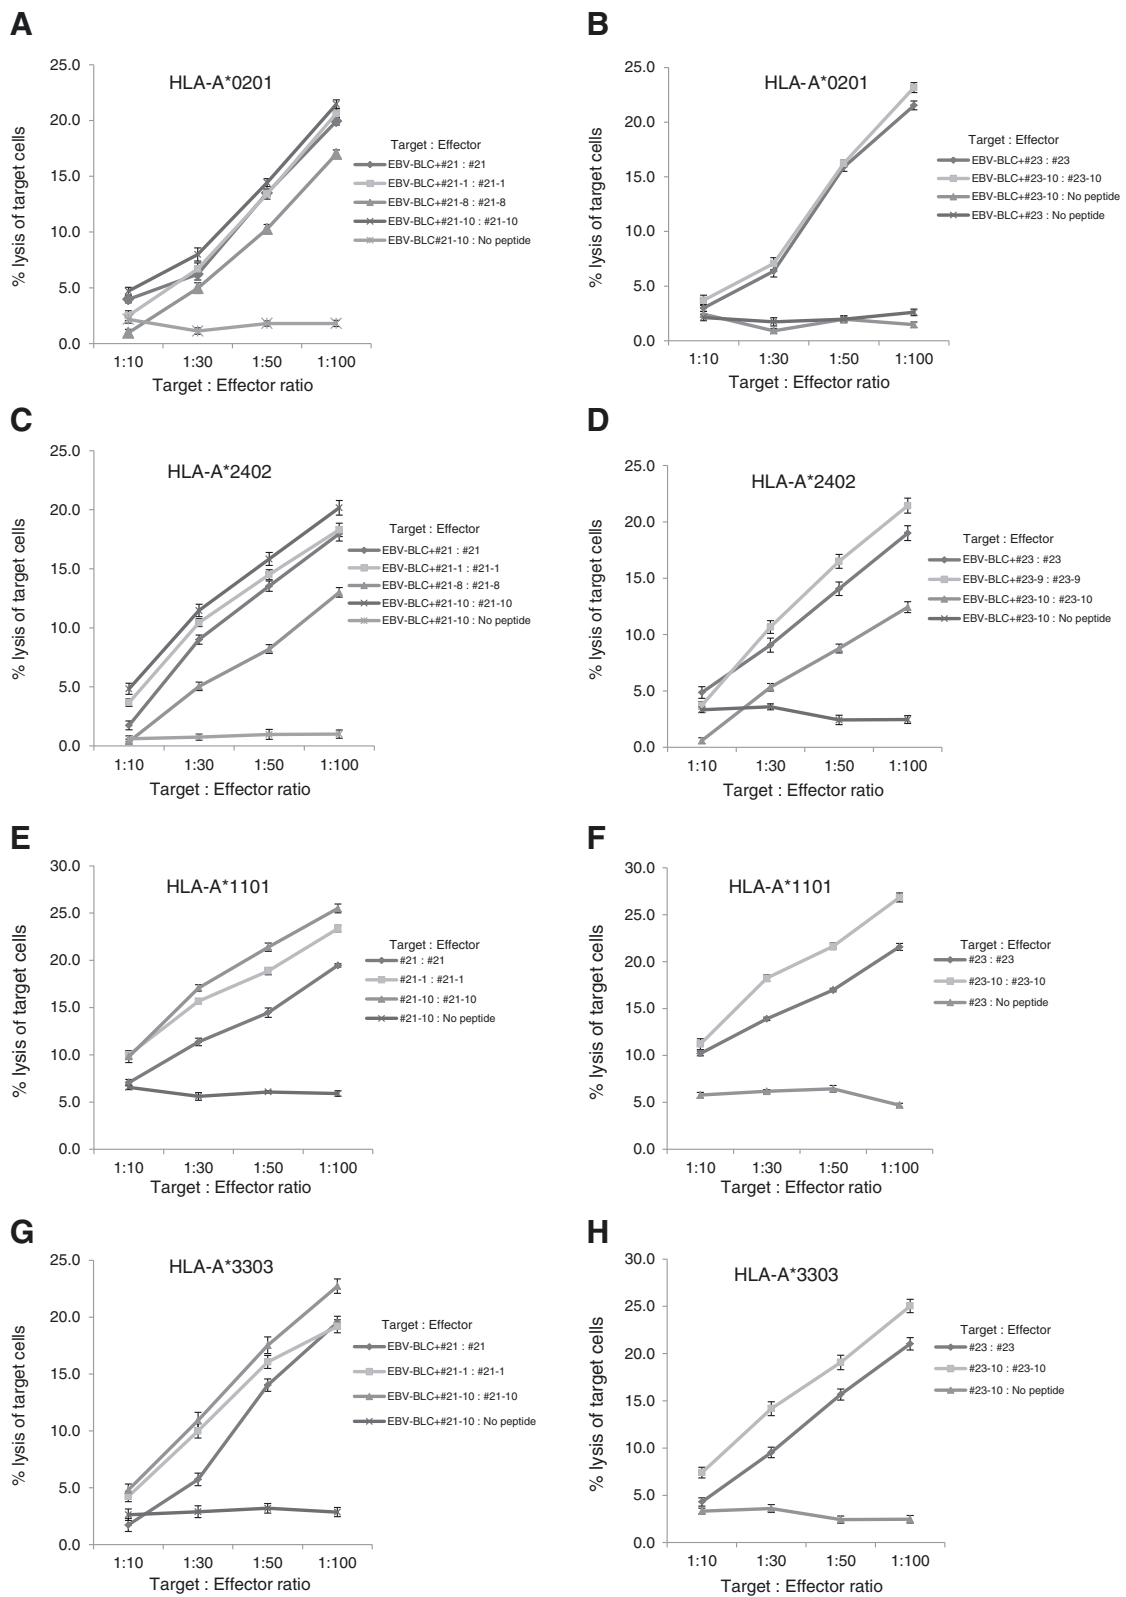 A
25.0
20.0
15.0
10.0
5.0
0.0
% lysis of target cells
HLA-A*0201
Target : Effector
EBV-BLC+#21 : #21
EBV-BLC+#21-1 : #21-1
EBV-BLC+#21-8 : #21-8
EBV-BLC+#21-10 : #21-10
EBV-BLC#21-10 : No peptide
1:10 1:30 1:50 1:100
Target : Effector ratio
B
25.0
20.0
15.0
10.0
5.0
0.0
% lysis of target cells
HLA-A*0201
Target : Effector
EBV-BLC+#23 : #23
EBV-BLC+#23-10 : #23-10
EBV-BLC+#23-10 : No peptide
EBV-BLC+#23 : No peptide
1:10 1:30 1:50 1:100
Target : Effector ratio
C
25.0
20.0
15.0
10.0
5.0
0.0
% lysis of target cells
HLA-A*2402
Target : Effector
EBV-BLC+#21 : #21
EBV-BLC+#21-1 : #21-1
EBV-BLC+#21-8 : #21-8
EBV-BLC+#21-10 : #21-10
EBV-BLC+#21-10 : No peptide
1:10 1:30 1:50 1:100
Target : Effector ratio
D
25.0
20.0
15.0
10.0
5.0
0.0
% lysis of target cells
HLA-A*2402
Target : Effector
EBV-BLC+#23 : #23
EBV-BLC+#23-9 : #23-9
EBV-BLC+#23-10 : #23-10
EBV-BLC+#23-10 : No peptide
1:10 1:30 1:50 1:100
Target : Effector ratio
E
30.0
25.0
20.0
15.0
10.0
5.0
0.0
% lysis of target cells
HLA-A*1101
Target : Effector
#21 : #21
#21-1 : #21-1
#21-10 : #21-10
#21-10 : No peptide
1:10 1:30 1:50 1:100
Target : Effector ratio
F
30.0
25.0
20.0
15.0
10.0
5.0
0.0
% lysis of target cells
HLA-A*1101
Target : Effector
#23 : #23
#23-10 : #23-10
#23 : No peptide
1:10 1:30 1:50 1:100
Target : Effector ratio
G
25.0
20.0
15.0
10.0
5.0
0.0
% lysis of target cells
HLA-A*3303
Target : Effector
EBV-BLC+#21 : #21
EBV-BLC+#21-1 : #21-1
EBV-BLC+#21-10 : #21-10
EBV-BLC+#21-10 : No peptide
1:10 1:30 1:50 1:100
Target : Effector ratio
H
30.0
25.0
20.0
15.0
10.0
5.0
0.0
% lysis of target cells
HLA-A*3303
Target : Effector
#23 : #23
#23-10 : #23-10
#23-10 : No peptide
1:10 1:30 1:50 1:100
Target : Effector ratio